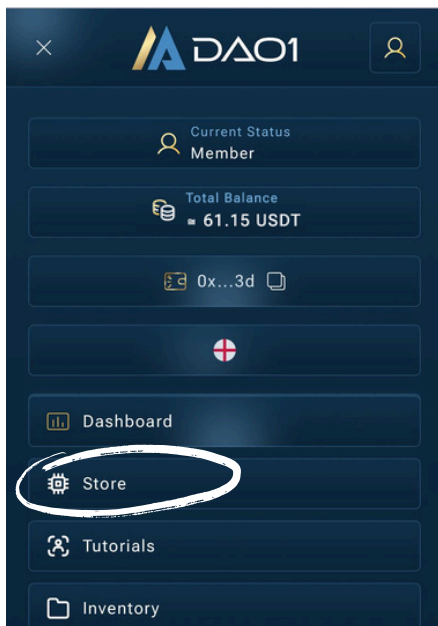 DAO1
Current Status
Member
Total Balance
≈ 61.15 USDT
0x...3d
Dashboard
Store
Tutorials
Inventory